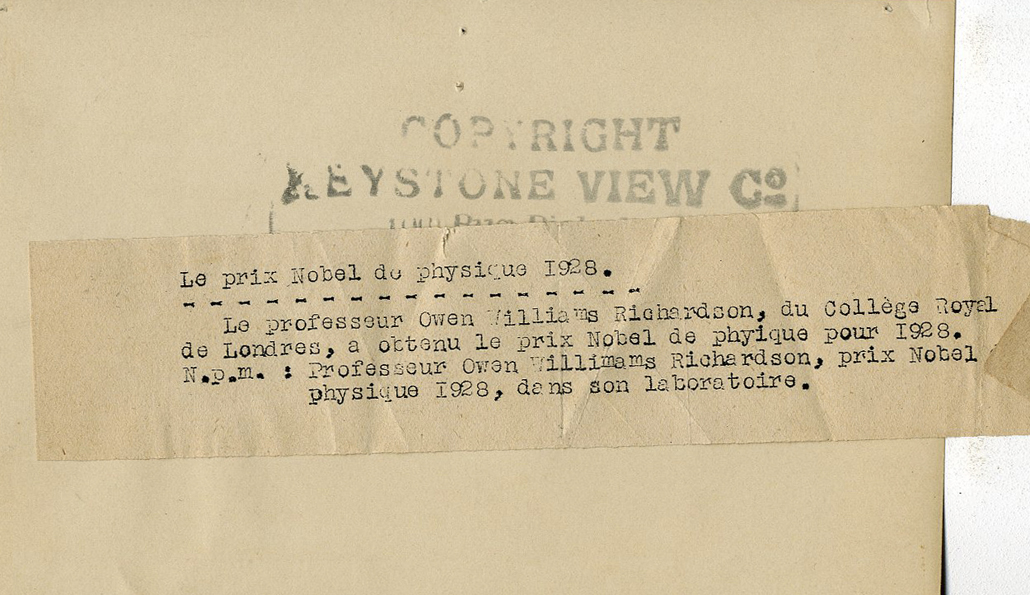 COPYRIGHT
KEYSTONE VIEW Cº
Le prix Nobel de physique I928.
- - - - - - - - - - - - - - - - - -
Le professeur Owen Williams Richardson, du Collège Royal
de Londres, a obtenu le prix Nobel de phyique pour I928.
N.p.m. : Professeur Owen Willimams Richardson, prix Nobel
physique I928, dans son laboratoire.